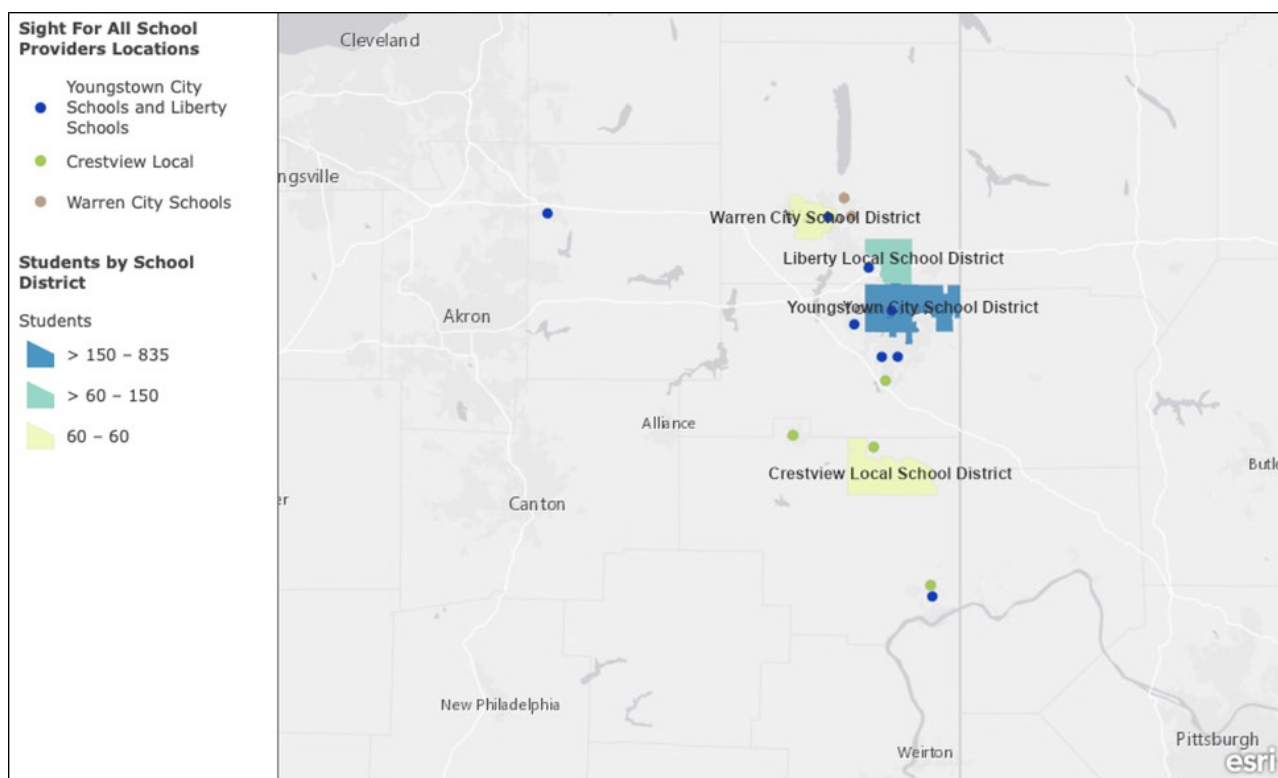 Sight For All School
Providers Locations
Youngstown City
Schools and Liberty
Schools
Crestview Local
Warren City Schools
Students by School
District
Students
> 150 – 835
> 60 – 150
60 – 60
Cleveland
ngsville
Warren City School District
Liberty Local School District
Youngstown City School District
Akron
Alliance
Crestview Local School District
Butle
er
Canton
New Philadelphia
Weirton
Pittsburgh
esri